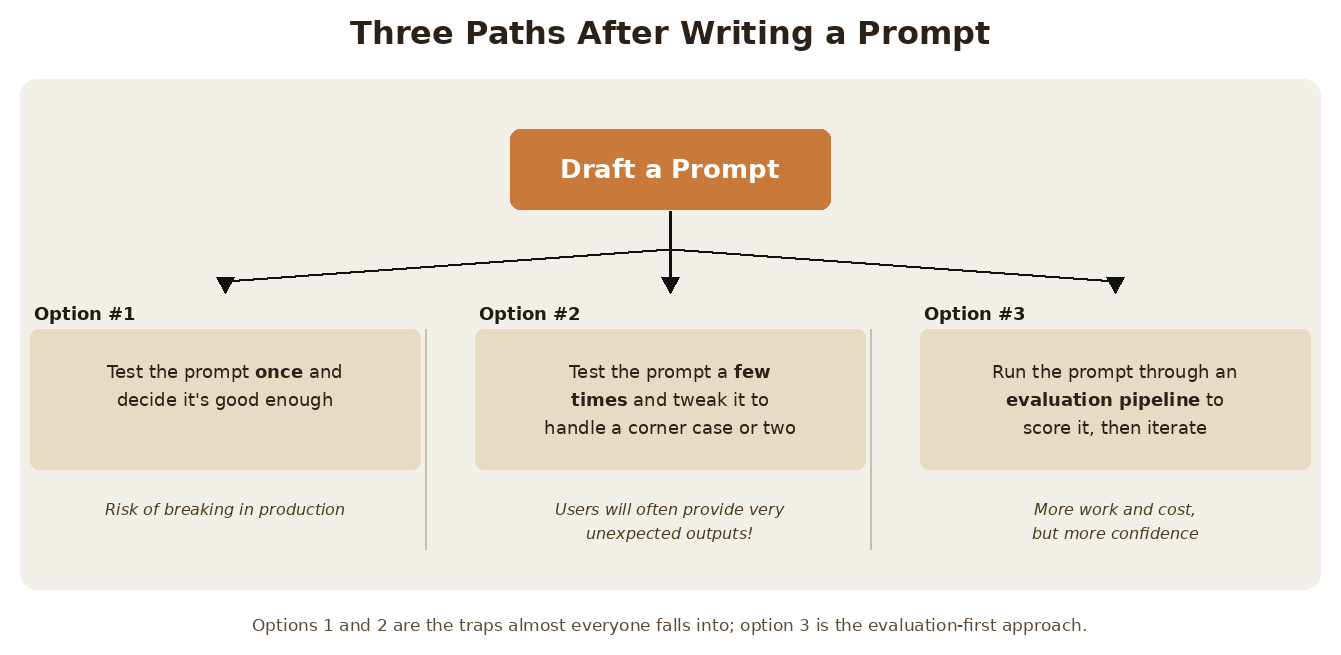 Three Paths After Writing a Prompt
Draft a Prompt
Option #1
Test the prompt once and
decide it's good enough
Risk of breaking in production
Option #2
Test the prompt a few
times and tweak it to
handle a corner case or two
Users will often provide very
unexpected outputs!
Option #3
Run the prompt through an
evaluation pipeline to
score it, then iterate
More work and cost,
but more confidence
Options 1 and 2 are the traps almost everyone falls into; option 3 is the evaluation-first approach.